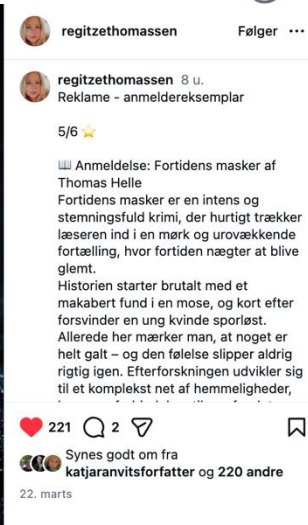 regitzethomassen Følger
regitzethomassen 8 u.
Reklame - anmeldereksemplar
5/6 ⭐
📖 Anmeldelse: Fortidens masker af
Thomas Helle
Fortidens masker er en intens og
stemningsfuld krimi, der hurtigt trækker
læseren ind i en mørk og urovækkende
fortælling, hvor fortiden nægter at blive
glemt.
Historien starter brutalt med et
makabert fund i en mose, og kort efter
forsvinder en ung kvinde sporløst.
Allerede her mærker man, at noget er
helt galt – og den følelse slipper aldrig
rigtig igen. Efterforskningen udvikler sig
til et komplekst net af hemmeligheder,
221 2
Synes godt om fra
katjaranvitsforfatter og 220 andre
22. marts